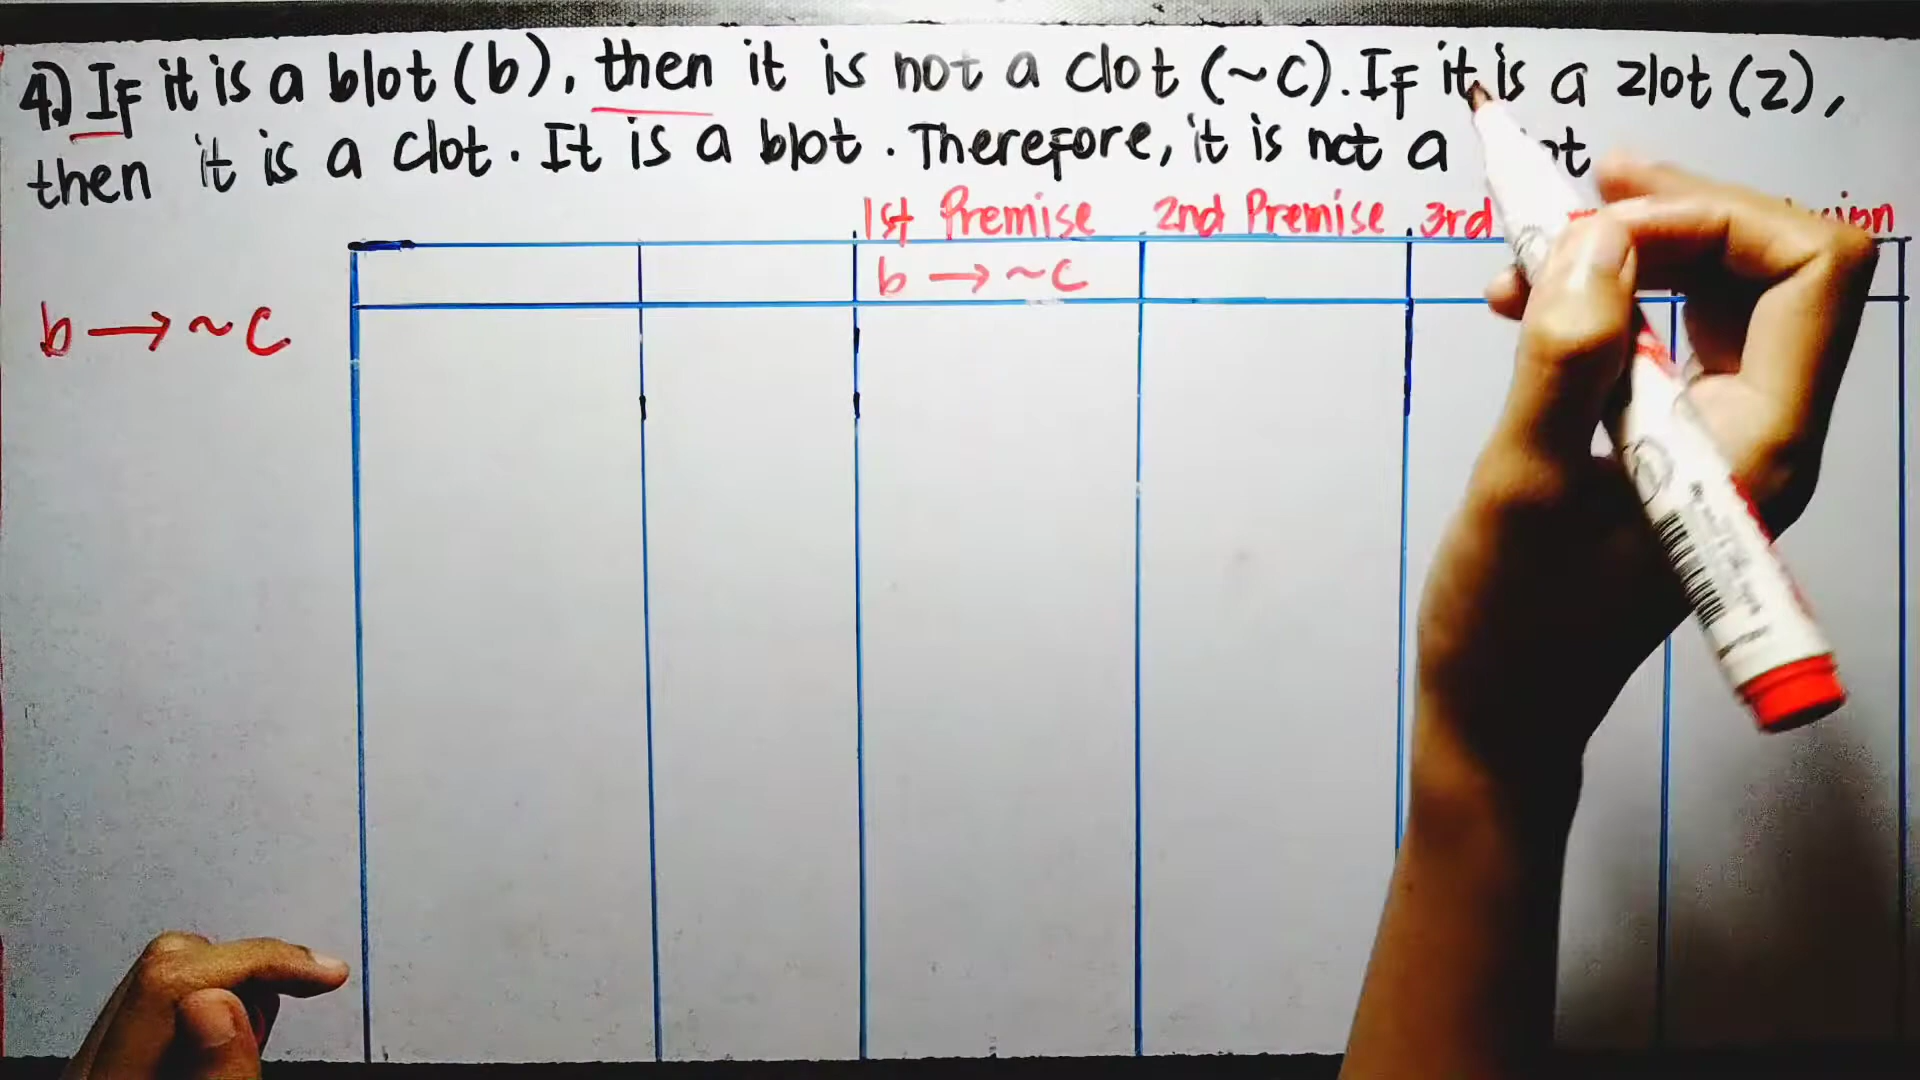 4.) If it is a blot (b), then it is not a clot (~c). If it is a zlot (z),
then it is a clot. It is a blot. Therefore, it is not a
1st Premise 2nd Premise 3rd
b → ~c
b → ~c